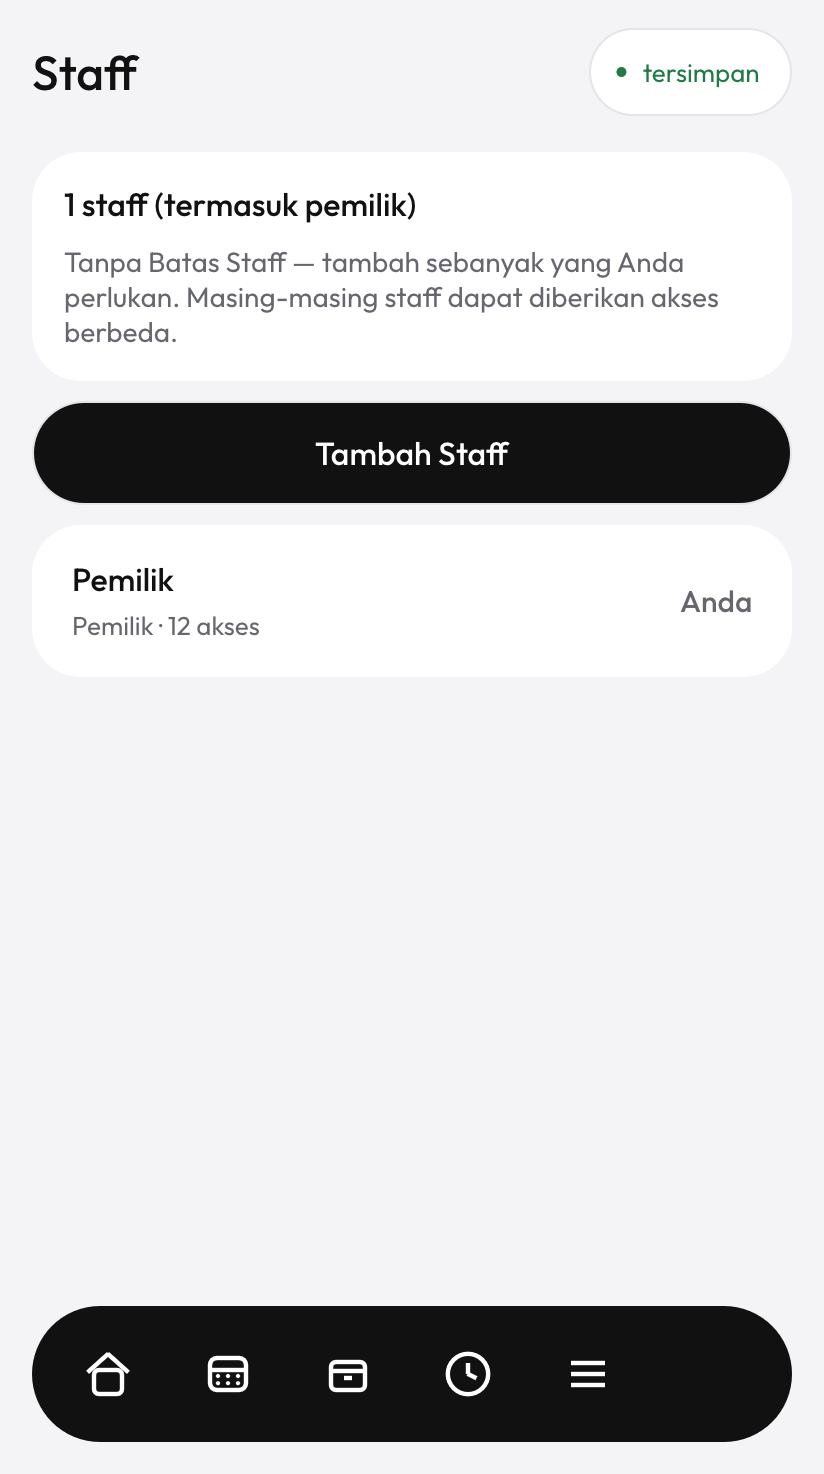 Staff
tersimpan
1 staff (termasuk pemilik)
Tanpa Batas Staff — tambah sebanyak yang Anda
perlukan. Masing-masing staff dapat diberikan akses
berbeda.
Tambah Staff
Pemilik
Pemilik · 12 akses
Anda